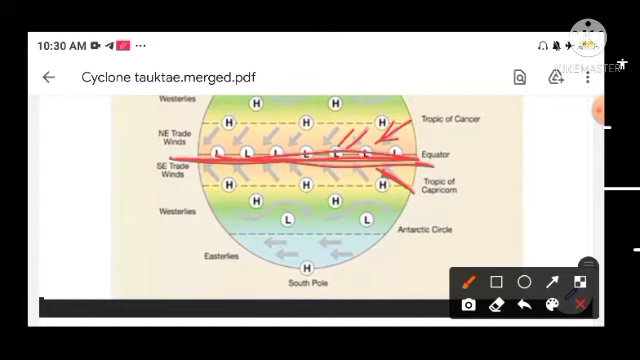 10:30 AM
KINEMASTER
Cyclone tauktae.merged.pdf
Westerlies
H H
H H H
Tropic of Cancer
NE Trade
Winds
L L L L L L
Equator
SE Trade
Winds
H H H
Tropic of
Capricorn
H H
Westerlies
L L
Antarctic Circle
Easterlies
H
South Pole